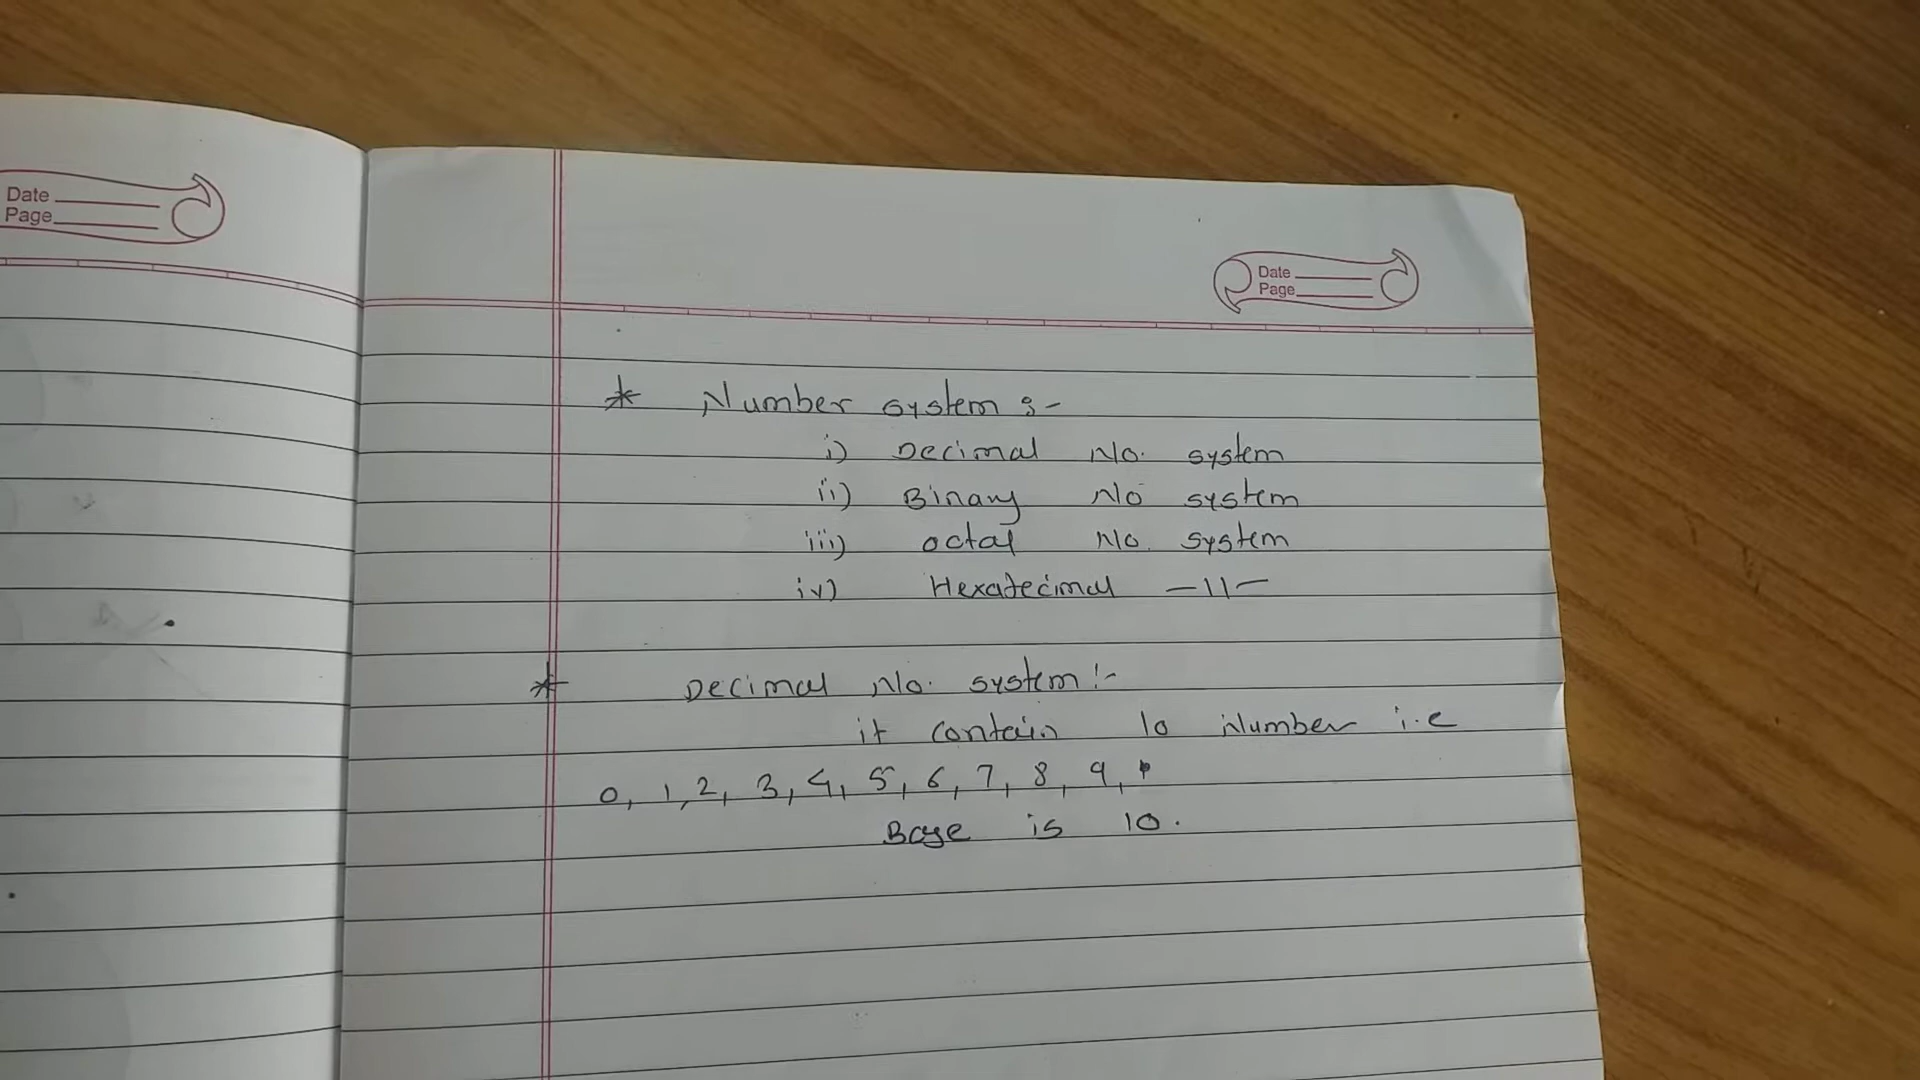 Date
Page
Date
Page
* Number system :-
i) Decimal No. system
ii) Binary No system
iii) octal No. system
iv) Hexadecimal -11-
* Decimal No. system :-
it contain 10 Number i.e
0, 1, 2, 3, 4, 5, 6, 7, 8, 9,
Base is 10.